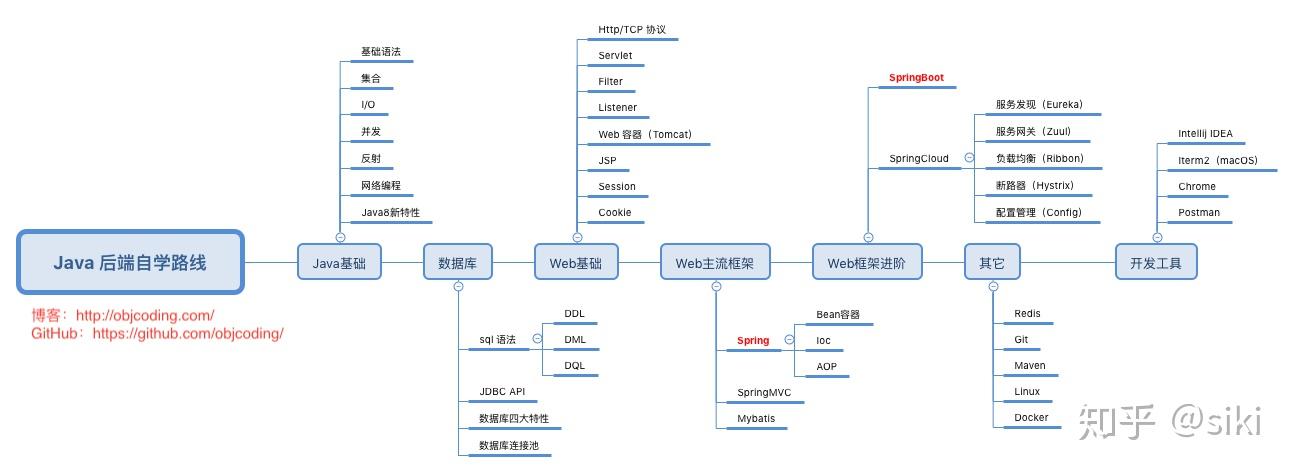 Java 后端自学路线
博客：http://objcoding.com/
GitHub：https://github.com/objcoding/
Java基础
基础语法
集合
I/O
并发
反射
网络编程
Java8新特性
数据库
sql 语法
DDL
DML
DQL
JDBC API
数据库四大特性
数据库连接池
Web基础
Http/TCP 协议
Servlet
Filter
Listener
Web 容器（Tomcat）
JSP
Session
Cookie
Web主流框架
Spring
Bean容器
Ioc
AOP
SpringMVC
Mybatis
Web框架进阶
SpringBoot
SpringCloud
服务发现（Eureka）
服务网关（Zuul）
负载均衡（Ribbon）
断路器（Hystrix）
配置管理（Config）
其它
Redis
Git
Maven
Linux
Docker
开发工具
Intellij IDEA
Iterm2（macOS）
Chrome
Postman
知乎 @siki